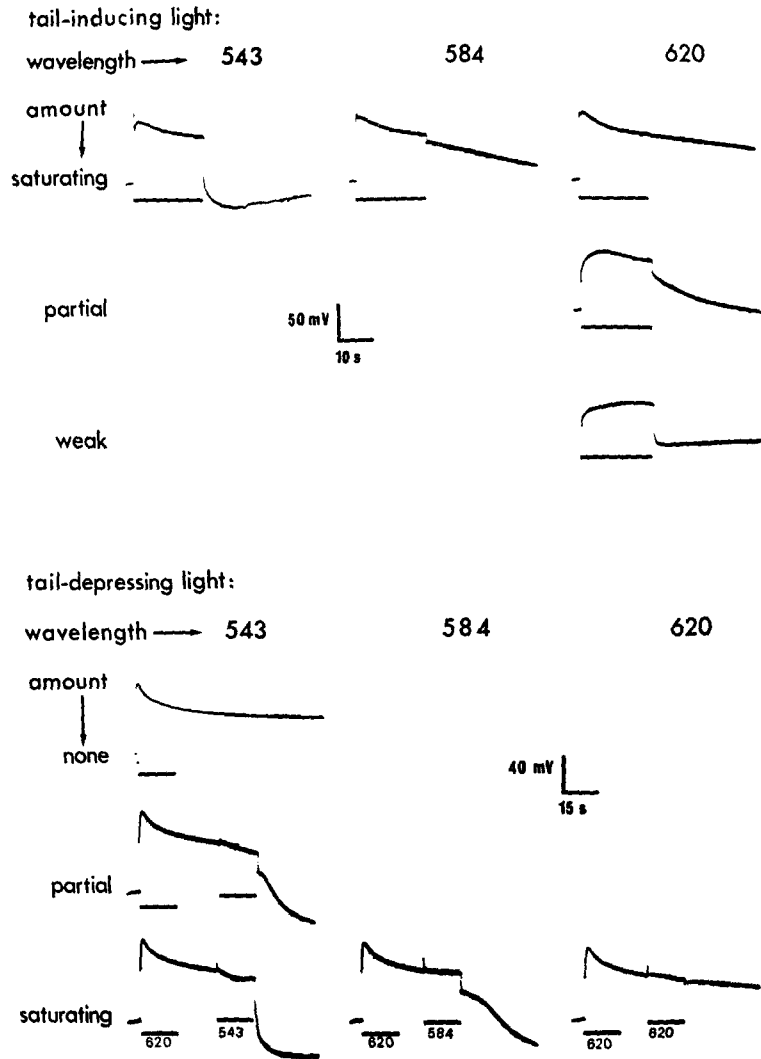 tail-inducing light:
wavelength → 543 584 620
amount
saturating
partial
50 mV
10 s
weak
tail-depressing light:
wavelength → 543 584 620
amount
none
40 mV
15 s
partial
saturating
620 543 620 584 620 620